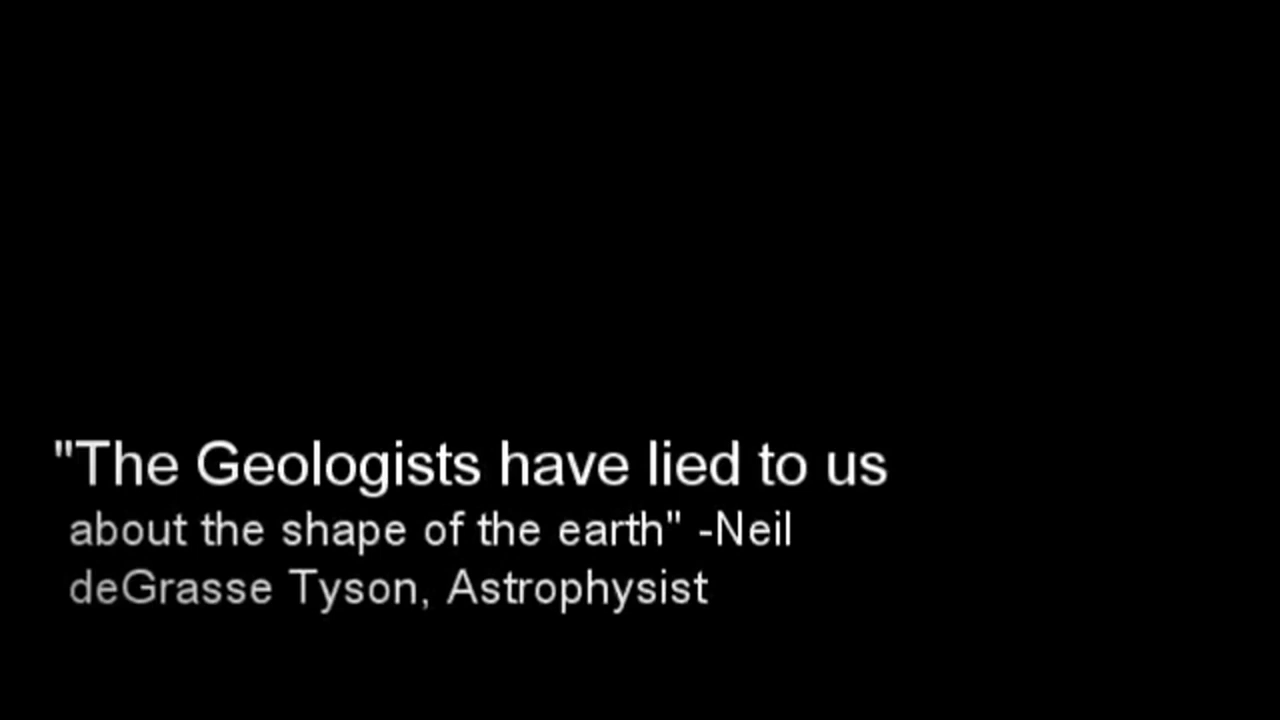 "The Geologists have lied to us
about the shape of the earth" -Neil
deGrasse Tyson, Astrophysist